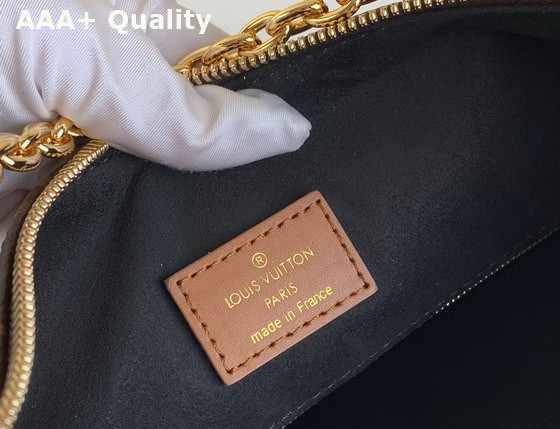 AAA+ Quality
®
LOUIS VUITTON
PARIS
made in France